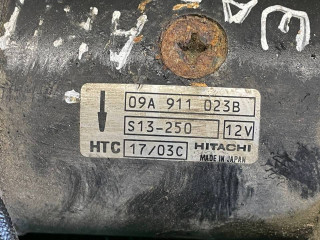 09A 911 023B
S13-250 12V
HTC 17/03C HITACHI
MADE IN JAPAN